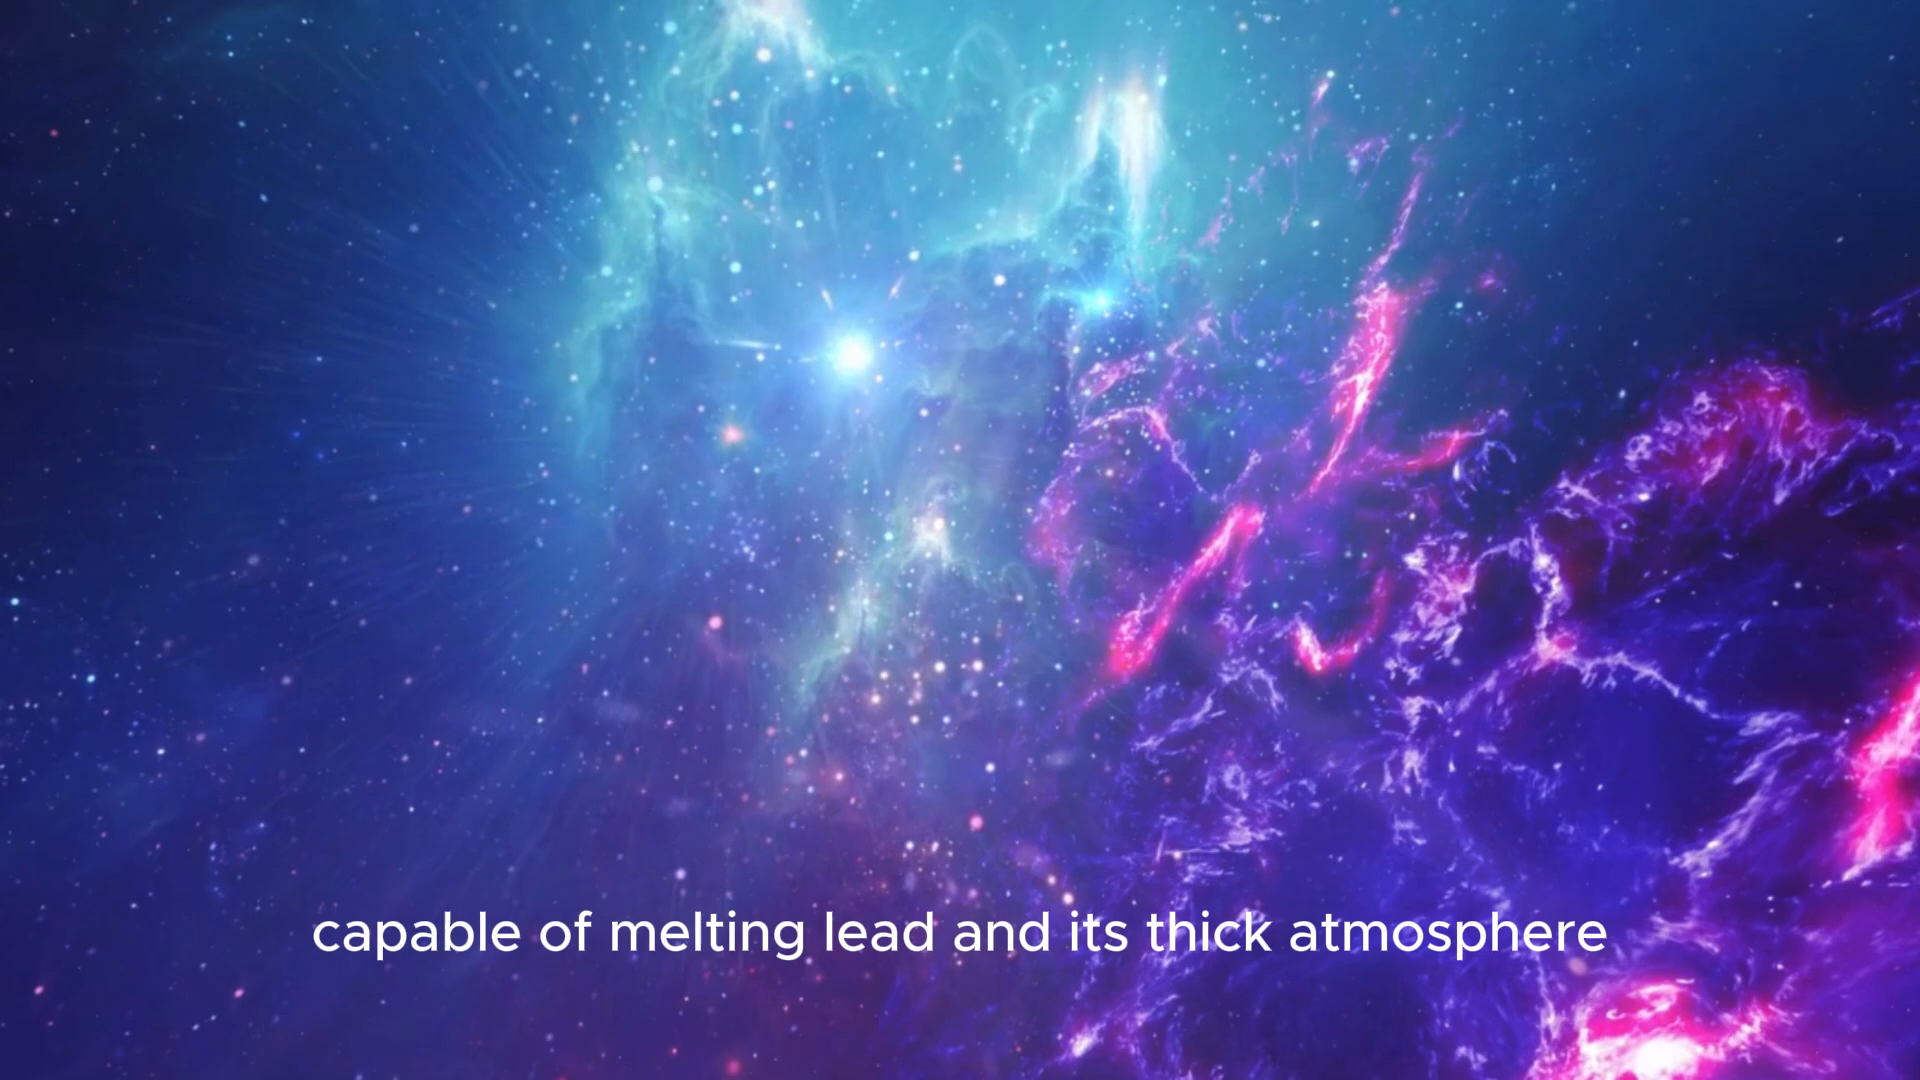 capable of melting lead and its thick atmosphere